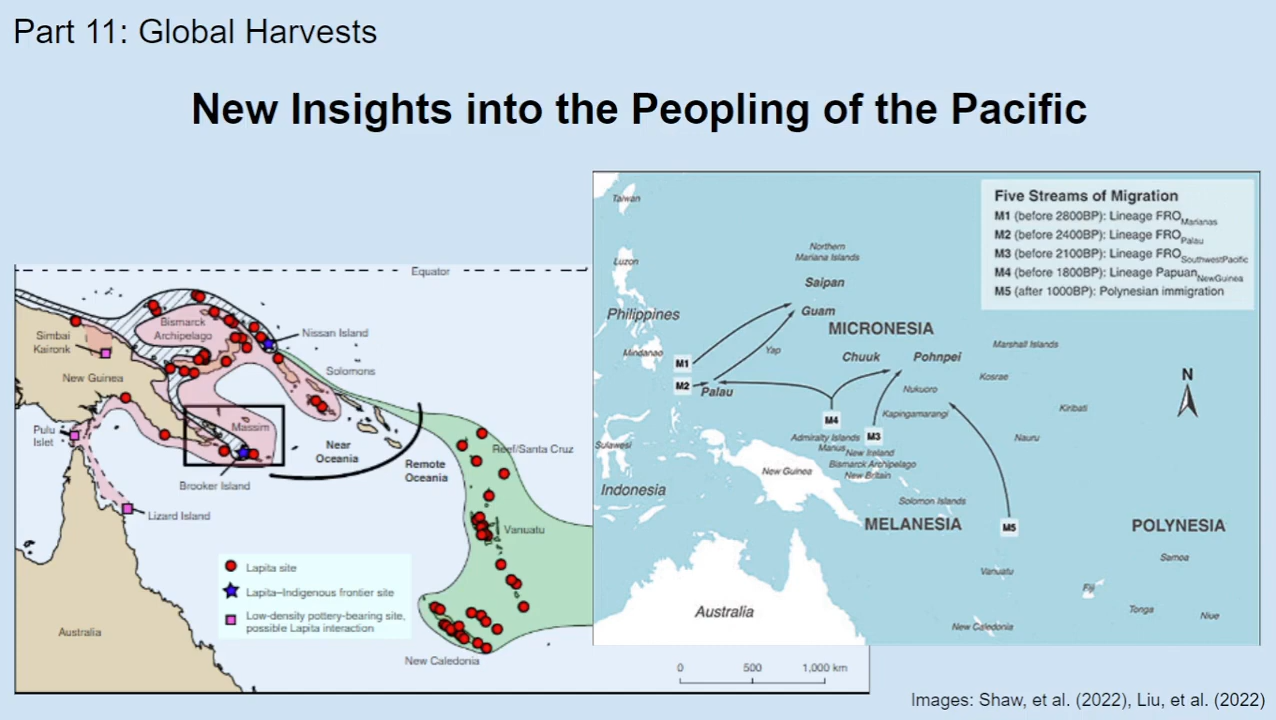 Part 11: Global Harvests
New Insights into the Peopling of the Pacific
Equator
Bismarck
Archipelago
Nissan Island
Simbai
Kaironk
New Guinea
Solomons
Pulu
Islet
Massim
Near
Oceania
Remote
Oceania
Reef/Santa Cruz
Brooker Island
Lizard Island
Vanuatu
Lapita site
Lapita–Indigenous frontier site
Low-density pottery-bearing site,
possible Lapita interaction
Australia
New Caledonia
0 500 1,000 km
Taiwan
Luzon
Philippines
Mindanao
Northern
Mariana Islands
Saipan
Guam
MICRONESIA
Yap
Chuuk
Pohnpei
Marshall Islands
M1
M2
Palau
Nukuoro
Kosrae
N
M4
M3
Kapingamarangi
Kiribati
Sulawesi
Admiralty Islands
Manus
New Ireland
Bismarck Archipelago
New Britain
Nauru
New Guinea
Indonesia
Solomon Islands
MELANESIA
M5
POLYNESIA
Vanuatu
Samoa
Fiji
Australia
Tonga
Niue
New Caledonia
Five Streams of Migration
M1 (before 2800BP): Lineage FROMarianas
M2 (before 2400BP): Lineage FROPalau
M3 (before 2100BP): Lineage FROSouthwestPacific
M4 (before 1800BP): Lineage PapuanNewGuinea
M5 (after 1000BP): Polynesian immigration
Images: Shaw, et al. (2022), Liu, et al. (2022)